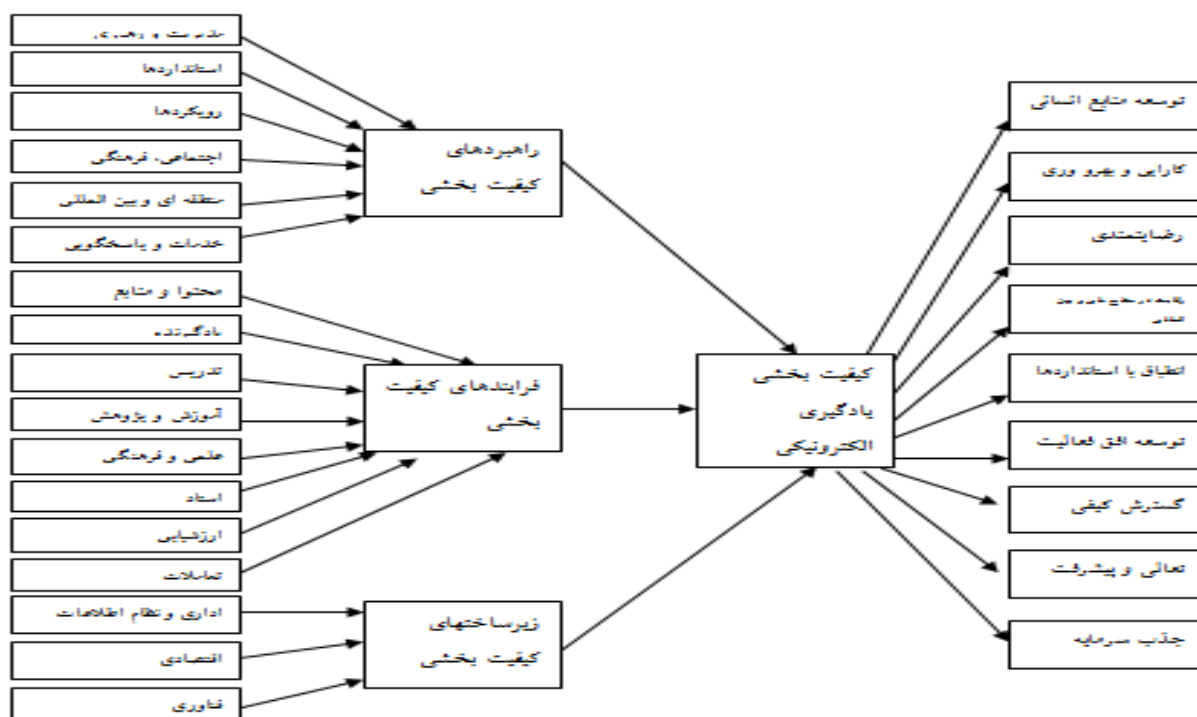 مدیریت و رهبری
استانداردها
رویکردها
اجتماعی، فرهنگی
منطقه ای و بین المللی
خدمات و پاسخگویی
محتوا و منابع
یادگیرنده
تدریس
آموزش و پژوهش
علمی و فرهنگی
استاد
ارزشیابی
تعاملات
اداری و نظام اطلاعات
اقتصادی
فناوری
راهبردهای
کیفیت بخشی
فرایندهای کیفیت
بخشی
زیرساختهای
کیفیت بخشی
کیفیت بخشی
یادگیری
الکترونیکی
توسعه منابع انسانی
کارایی و بهرو وری
رضایتمندی
انطباق با استانداردها
توسعه افق فعالیت
گسترش کیفی
تعالی و پیشرفت
جذب سرمایه